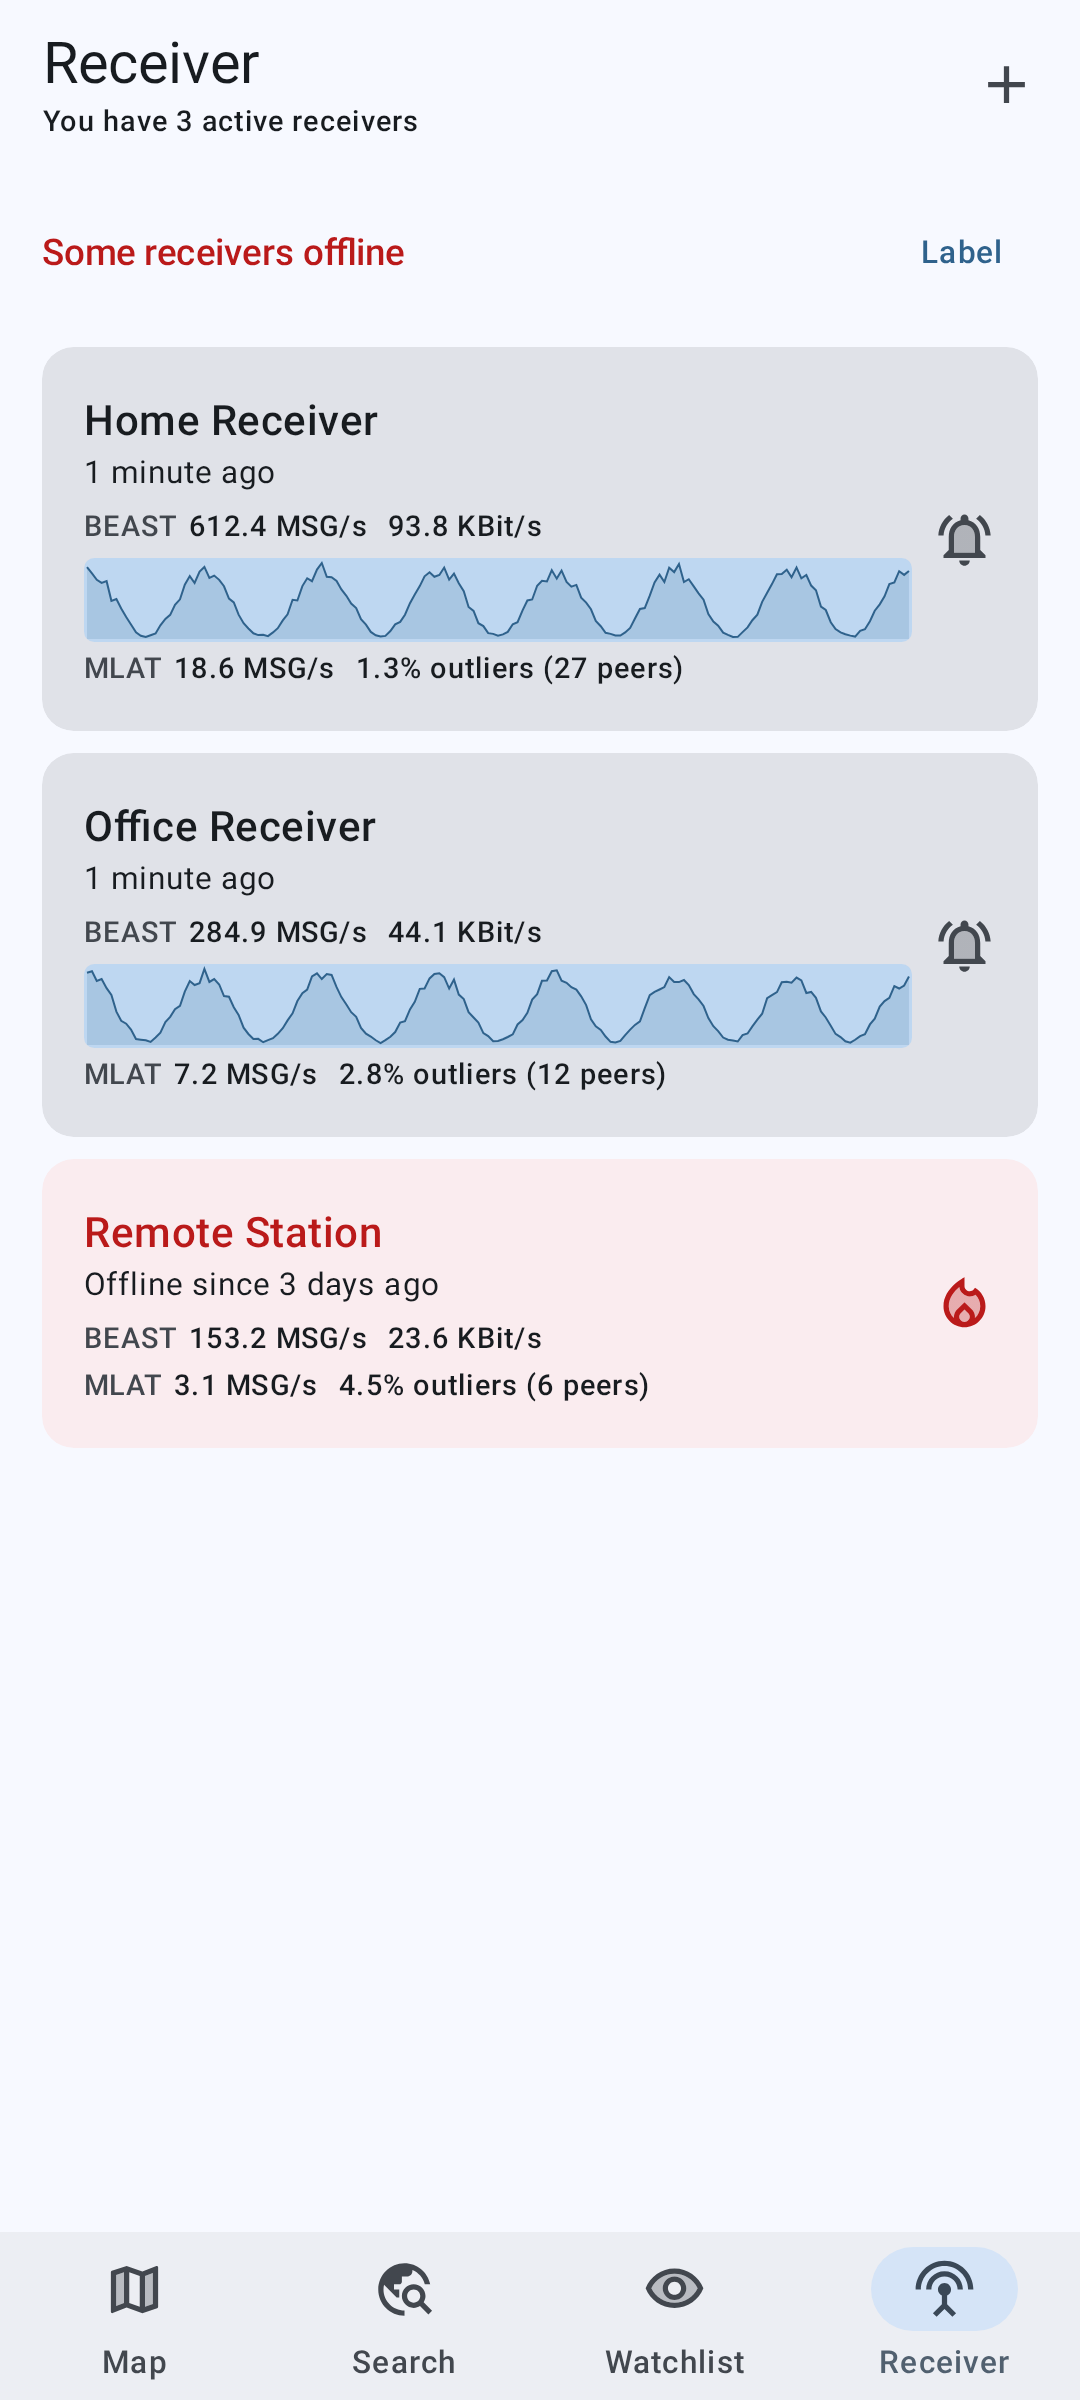 Receiver
You have 3 active receivers
Some receivers offline
Label
Home Receiver
1 minute ago
BEAST 612.4 MSG/s 93.8 KBit/s
MLAT 18.6 MSG/s 1.3% outliers (27 peers)
Office Receiver
1 minute ago
BEAST 284.9 MSG/s 44.1 KBit/s
MLAT 7.2 MSG/s 2.8% outliers (12 peers)
Remote Station
Offline since 3 days ago
BEAST 153.2 MSG/s 23.6 KBit/s
MLAT 3.1 MSG/s 4.5% outliers (6 peers)
Map
Search
Watchlist
Receiver